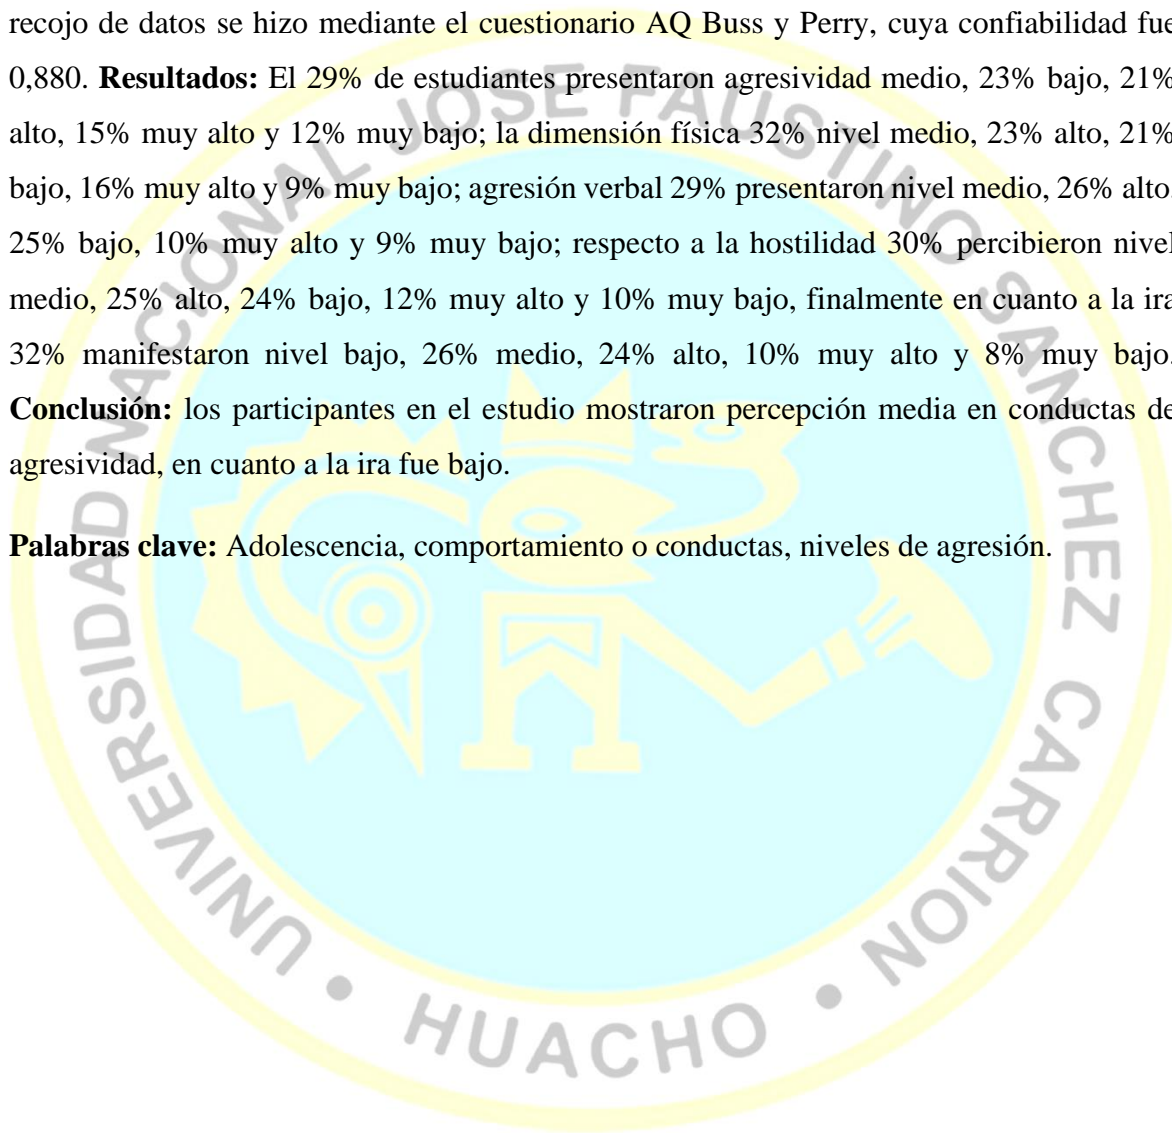 recojo de datos se hizo mediante el cuestionario AQ Buss y Perry, cuya confiabilidad fue
0,880. Resultados: El 29% de estudiantes presentaron agresividad medio, 23% bajo, 21%
alto, 15% muy alto y 12% muy bajo; la dimensión física 32% nivel medio, 23% alto, 21%
bajo, 16% muy alto y 9% muy bajo; agresión verbal 29% presentaron nivel medio, 26% alto,
25% bajo, 10% muy alto y 9% muy bajo; respecto a la hostilidad 30% percibieron nivel
medio, 25% alto, 24% bajo, 12% muy alto y 10% muy bajo, finalmente en cuanto a la ira
32% manifestaron nivel bajo, 26% medio, 24% alto, 10% muy alto y 8% muy bajo.
Conclusión: los participantes en el estudio mostraron percepción media en conductas de
agresividad, en cuanto a la ira fue bajo.
Palabras clave: Adolescencia, comportamiento o conductas, niveles de agresión.
UNIVERSIDAD NACIONAL JOSE FAUSTINO SANCHEZ CARRION
• HUACHO •